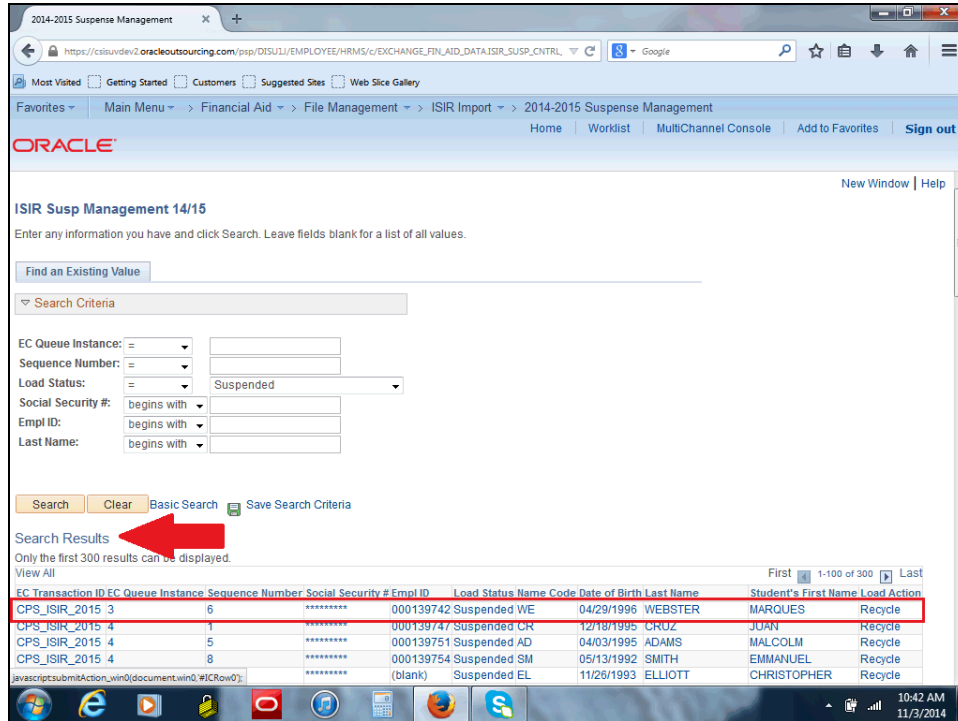 2014-2015 Suspense Management × +
https://csisuvdev2.oracleoutsourcing.com/psp/DISU1J/EMPLOYEE/HRMS/c/EXCHANGE_FIN_AID_DATA.ISIR_SUSP_CNTRL. 8 Google
Most Visited Getting Started Customers Suggested Sites Web Slice Gallery
Favorites Main Menu > Financial Aid > File Management > ISIR Import > 2014-2015 Suspense Management
Home Worklist MultiChannel Console Add to Favorites Sign out
ORACLE
New Window | Help
ISIR Susp Management 14/15
Enter any information you have and click Search. Leave fields blank for a list of all values.
Find an Existing Value
Search Criteria
EC Queue Instance: =
Sequence Number: =
Load Status: = Suspended
Social Security #: begins with
Empl ID: begins with
Last Name: begins with
Search Clear Basic Search Save Search Criteria
Search Results
Only the first 300 results can be displayed.
View All First 1-100 of 300 Last
EC Transaction ID EC Queue Instance Sequence Number Social Security # Empl ID Load Status Name Code Date of Birth Last Name Student's First Name Load Action
CPS_ISIR_2015 3 6 ********* 000139742 Suspended WE 04/29/1996 WEBSTER MARQUES Recycle
CPS_ISIR_2015 4 1 ********* 000139747 Suspended CR 12/18/1995 CRUZ JUAN Recycle
CPS_ISIR_2015 4 5 ********* 000139751 Suspended AD 04/03/1995 ADAMS MALCOLM Recycle
CPS_ISIR_2015 4 8 ********* 000139754 Suspended SM 05/13/1992 SMITH EMMANUEL Recycle
javascript:submitAction_win0(document.win0,'#ICRow0'); ********* (blank) Suspended EL 11/26/1993 ELLIOTT CHRISTOPHER Recycle
10:42 AM
11/3/2014